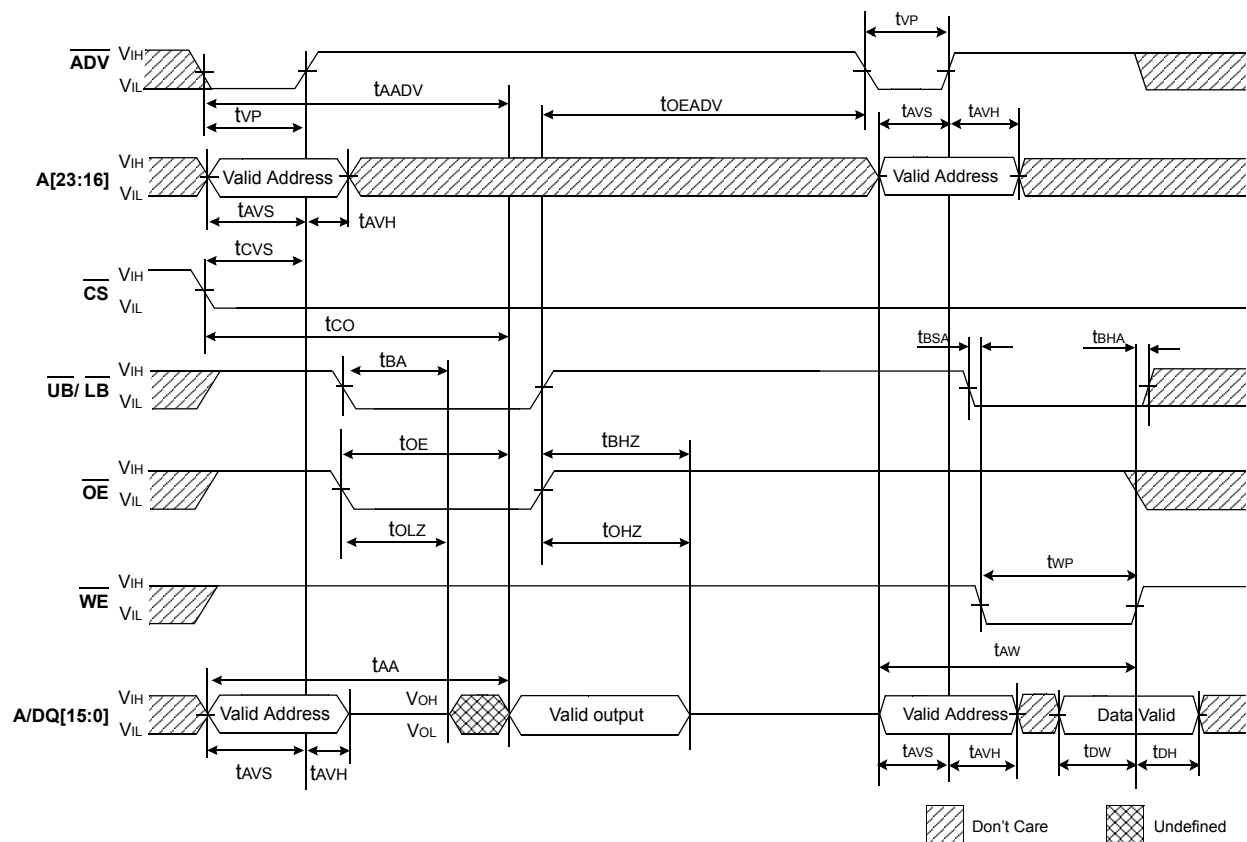 tVP
ADV VIH
VIL
tAADV
tVP
tOEADV
tAVS tAVH
A[23:16] VIH
VIL
Valid Address Valid Address
tAVS tAVH
tCVS
CS VIH
VIL
tCO
tBSA tBHA
tBA
UB/ LB VIH
VIL
tOE tBHZ
OE VIH
VIL
tOLZ tOHZ
tWP
WE VIH
VIL
tAA tAW
A/DQ[15:0] VIH
VIL
Valid Address VOH
VOL
Valid output Valid Address Data Valid
tAVS tAVH tAVS tAVH tDW tDH
Don't Care Undefined